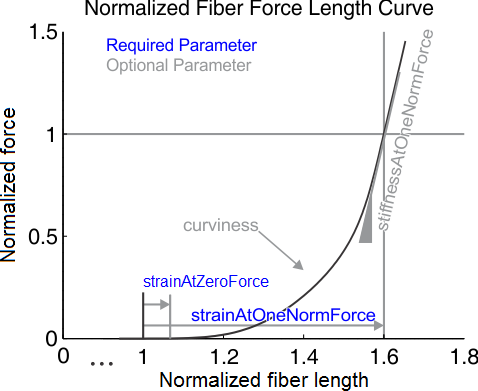 Normalized Fiber Force Length Curve
1.5
Required Parameter
Optional Parameter
stiffnessAtOneNormForce
1
Normalized force
curviness
0.5
strainAtZeroForce
strainAtOneNormForce
0
0 ... 1 1.2 1.4 1.6 1.8
Normalized fiber length